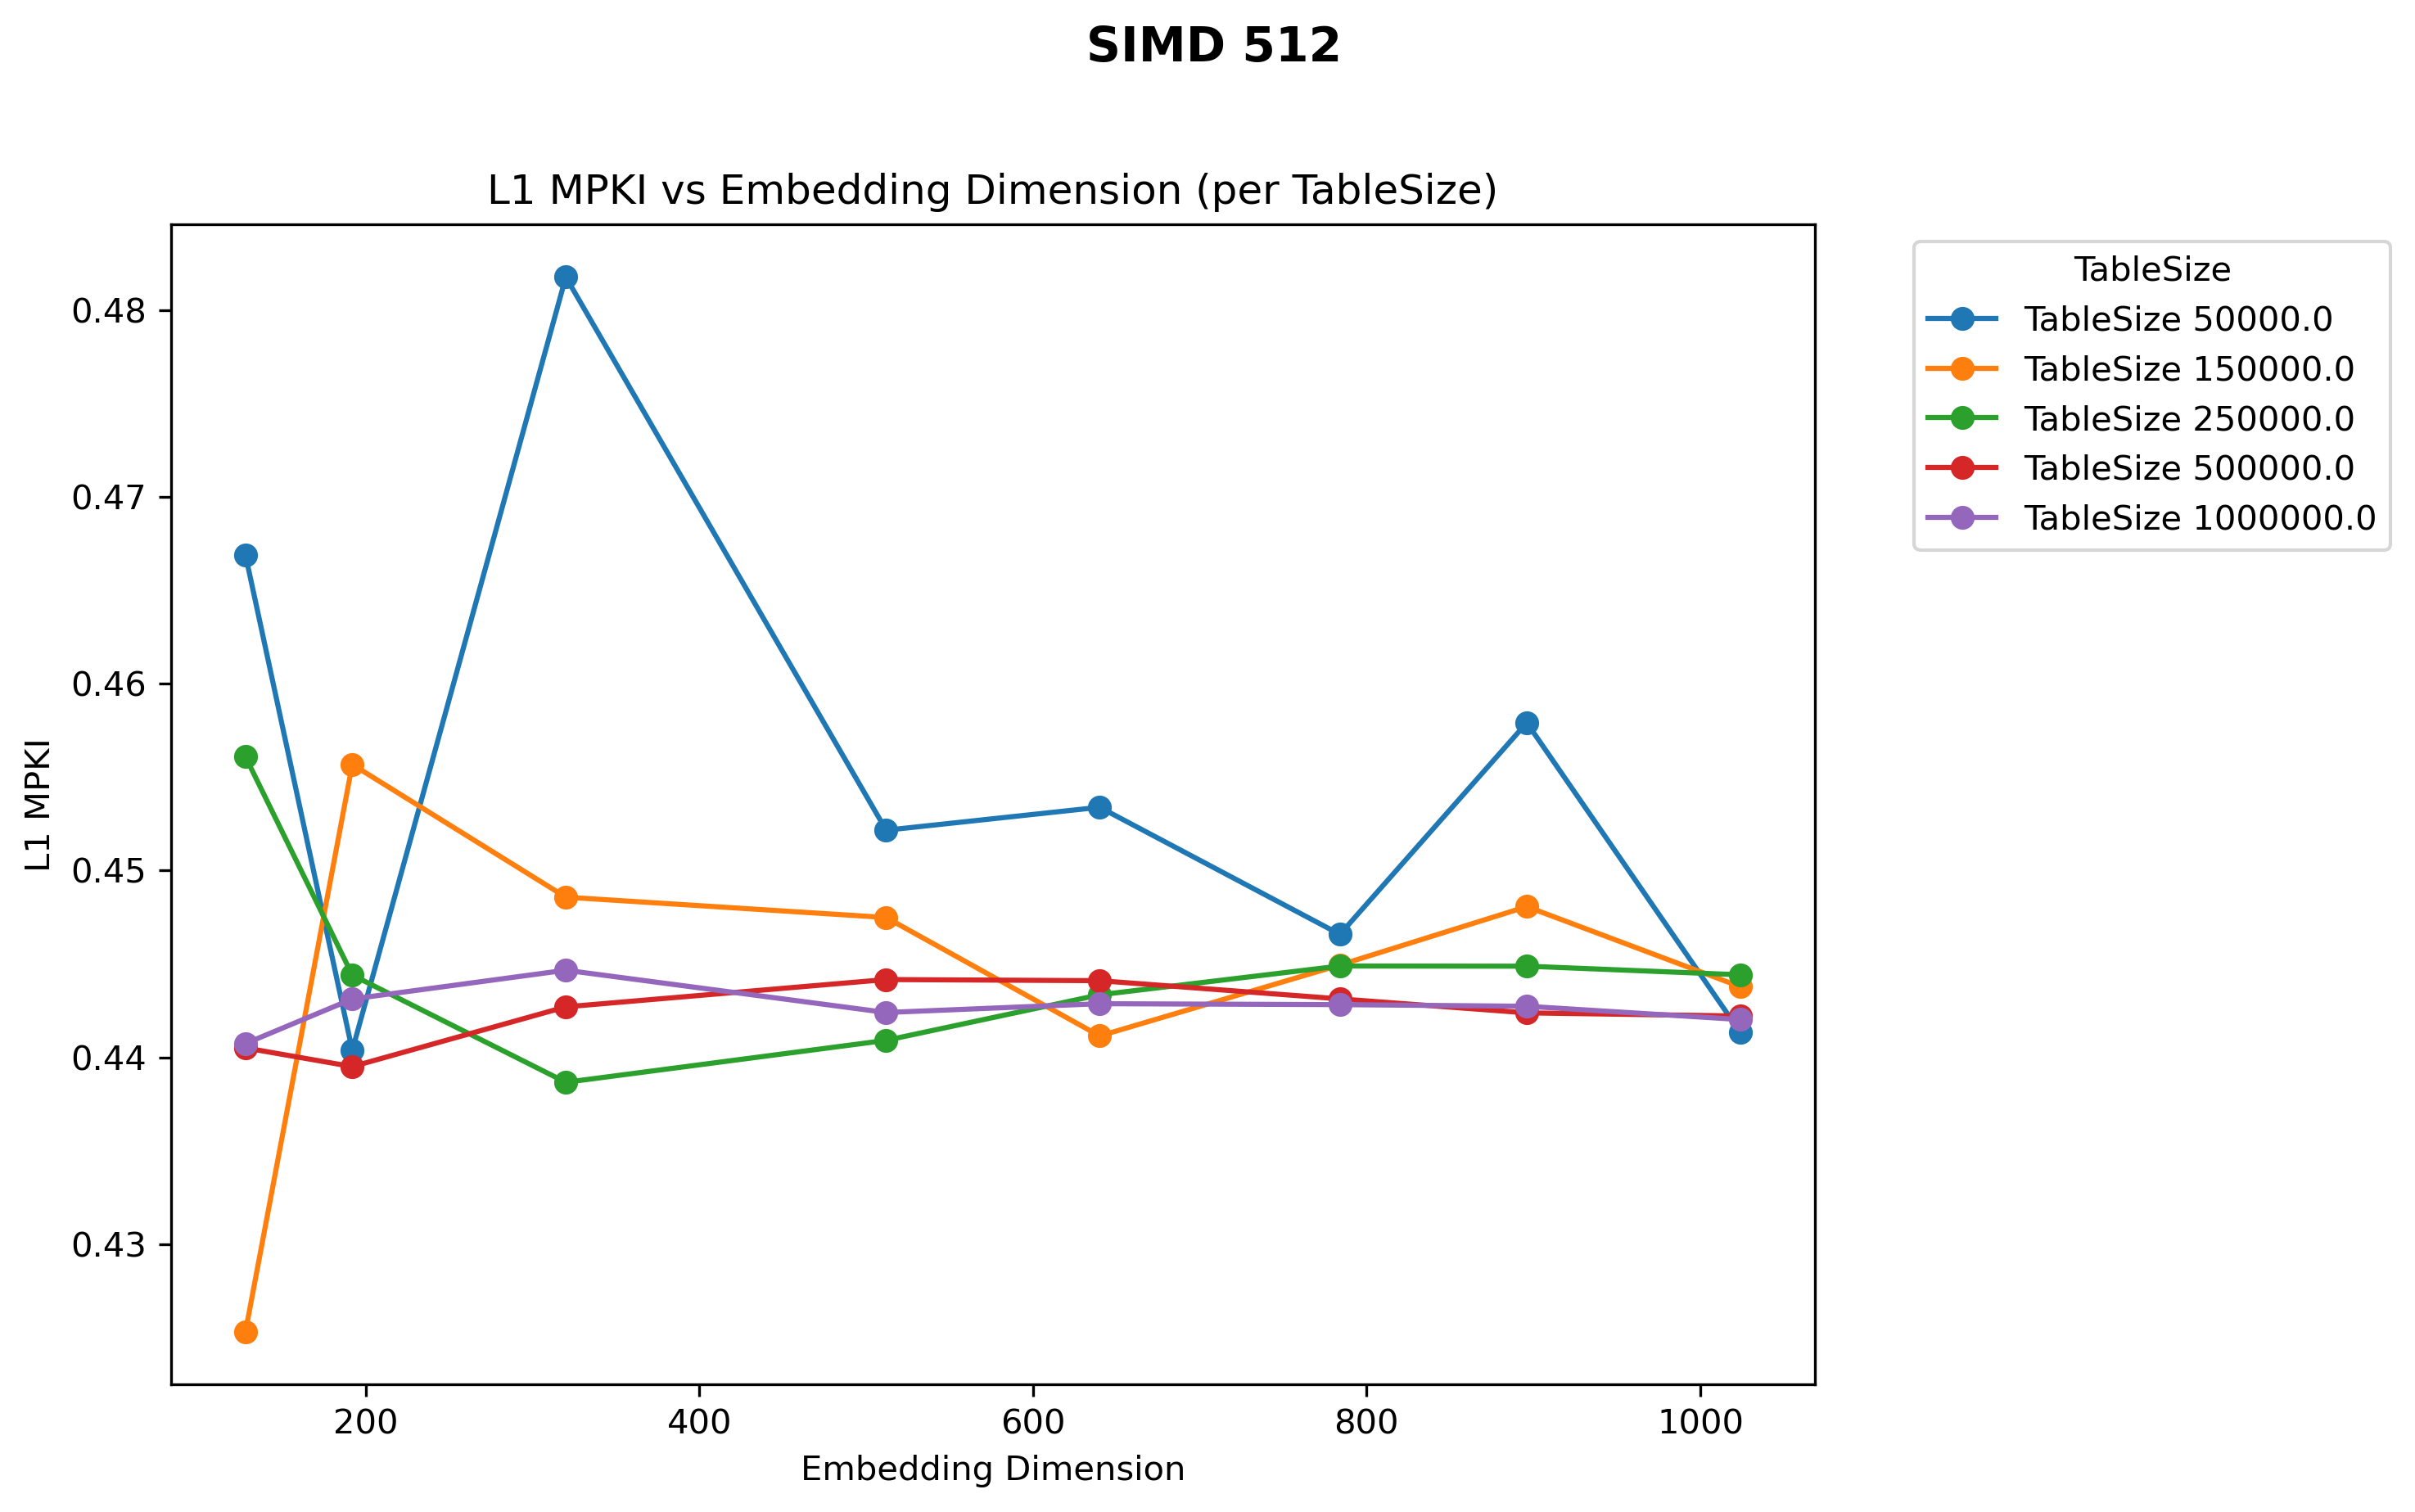 SIMD 512
L1 MPKI vs Embedding Dimension (per TableSize)
0.48
0.47
0.46
0.45
0.44
0.43
L1 MPKI
200
400
600
800
1000
Embedding Dimension
TableSize
TableSize 50000.0
TableSize 150000.0
TableSize 250000.0
TableSize 500000.0
TableSize 1000000.0